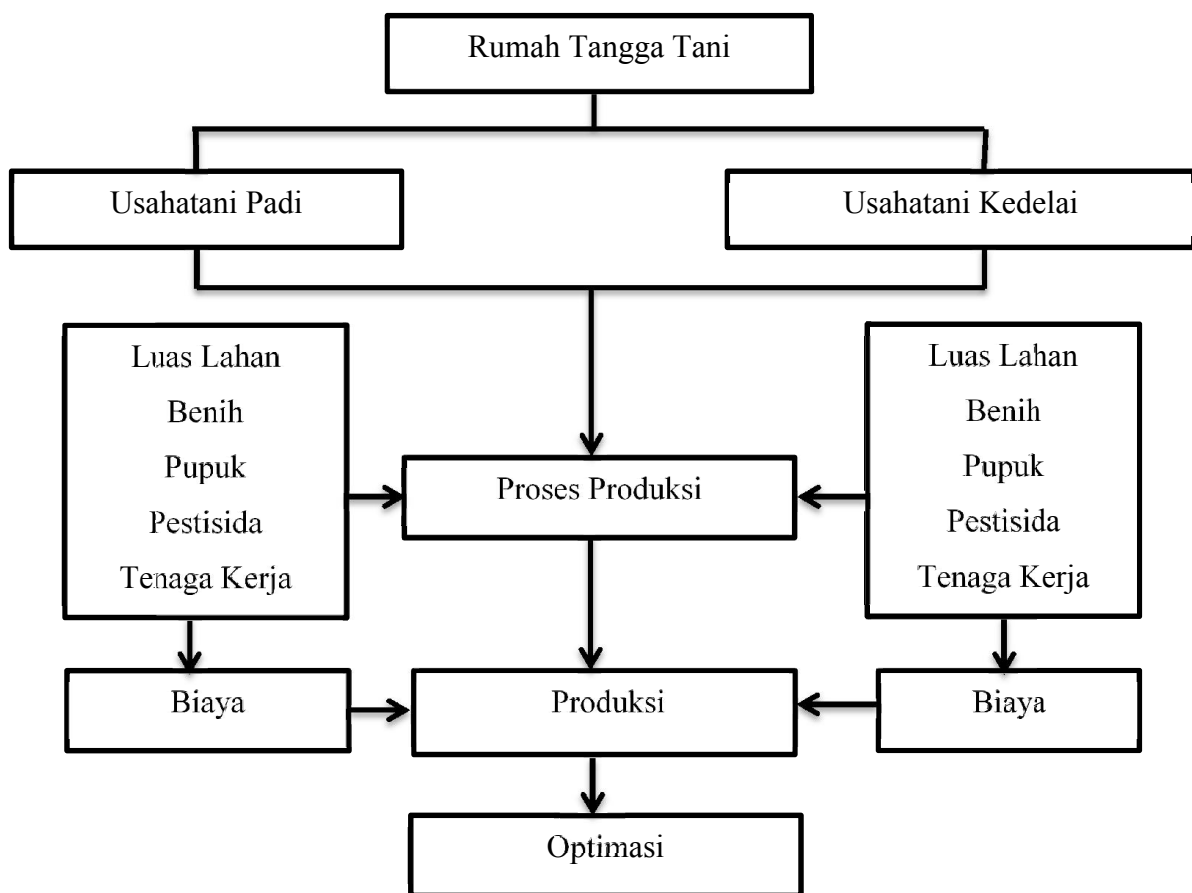 Rumah Tangga Tani
Usahatani Padi
Usahatani Kedelai
Luas Lahan
Benih
Pupuk
Pestisida
Tenaga Kerja
Proses Produksi
Luas Lahan
Benih
Pupuk
Pestisida
Tenaga Kerja
Biaya
Produksi
Biaya
Optimasi